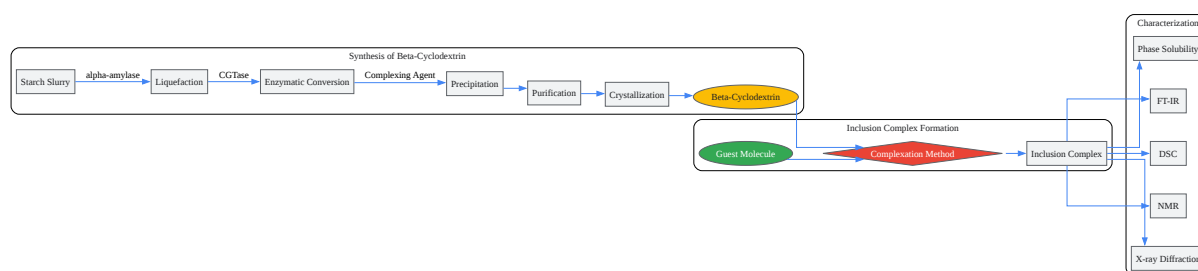 Characterization
Synthesis of Beta-Cyclodextrin
Phase Solubility
Starch Slurry
alpha-amylase
Liquefaction
CGTase
Enzymatic Conversion
Complexing Agent
Precipitation
Purification
Crystallization
Beta-Cyclodextrin
FT-IR
Inclusion Complex Formation
Guest Molecule
Complexation Method
Inclusion Complex
DSC
NMR
X-ray Diffraction